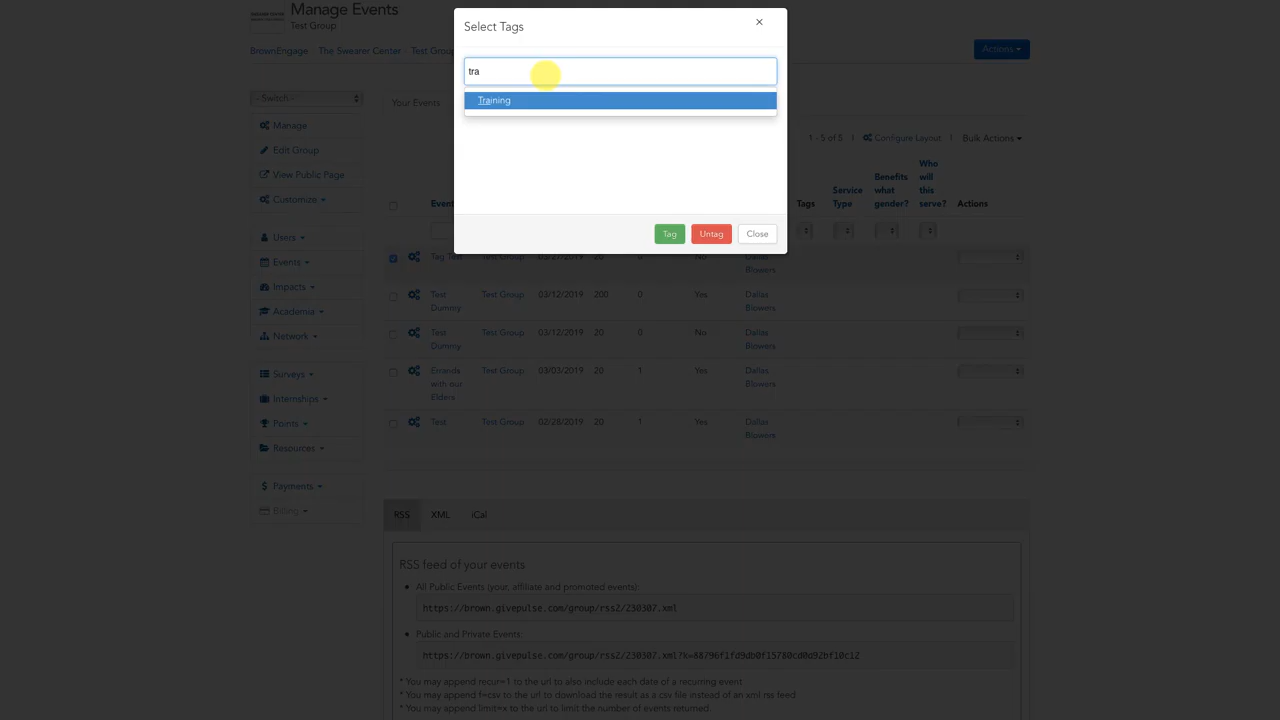 Manage Events
Test Group
BrownEngage The Swearer Center Test Grou
Actions
Select Tags
×
tra
Training
Tag Untag Close
-- Switch --
Manage
Edit Group
View Public Page
Customize
Users
Events
Impacts
Academia
Network
Surveys
Internships
Points
Resources
$ Payments
Billing
Your Events
1 - 5 of 8 | Configure Layout | Bulk Actions
Event Tags Service Type Benefits what gender? Who will this serve? Actions
Tag Test Test Group 03/27/2019 20 0 No Dallas Blowers
Test Dummy Test Group 03/12/2019 200 0 Yes Dallas Blowers
Test Dummy Test Group 03/12/2019 20 0 No Dallas Blowers
Errands with our Elders Test Group 03/03/2019 20 1 Yes Dallas Blowers
Test Test Group 02/28/2019 20 1 Yes Dallas Blowers
RSS XML iCal
RSS feed of your events
• All Public Events (your, affiliate and promoted events):
https://brown.givepulse.com/group/rss2/230307.xml
• Public and Private Events:
https://brown.givepulse.com/group/rss2/230307.xml?k=88796f1fd9db0f15780cd0d92bf10ciZ
* You may append recur=1 to the url to also include each date of a recurring event
* You may append f=csv to the url to download the result as a csv file instead of an xml rss feed
* You may append limit=x to the url to limit the number of events returned.